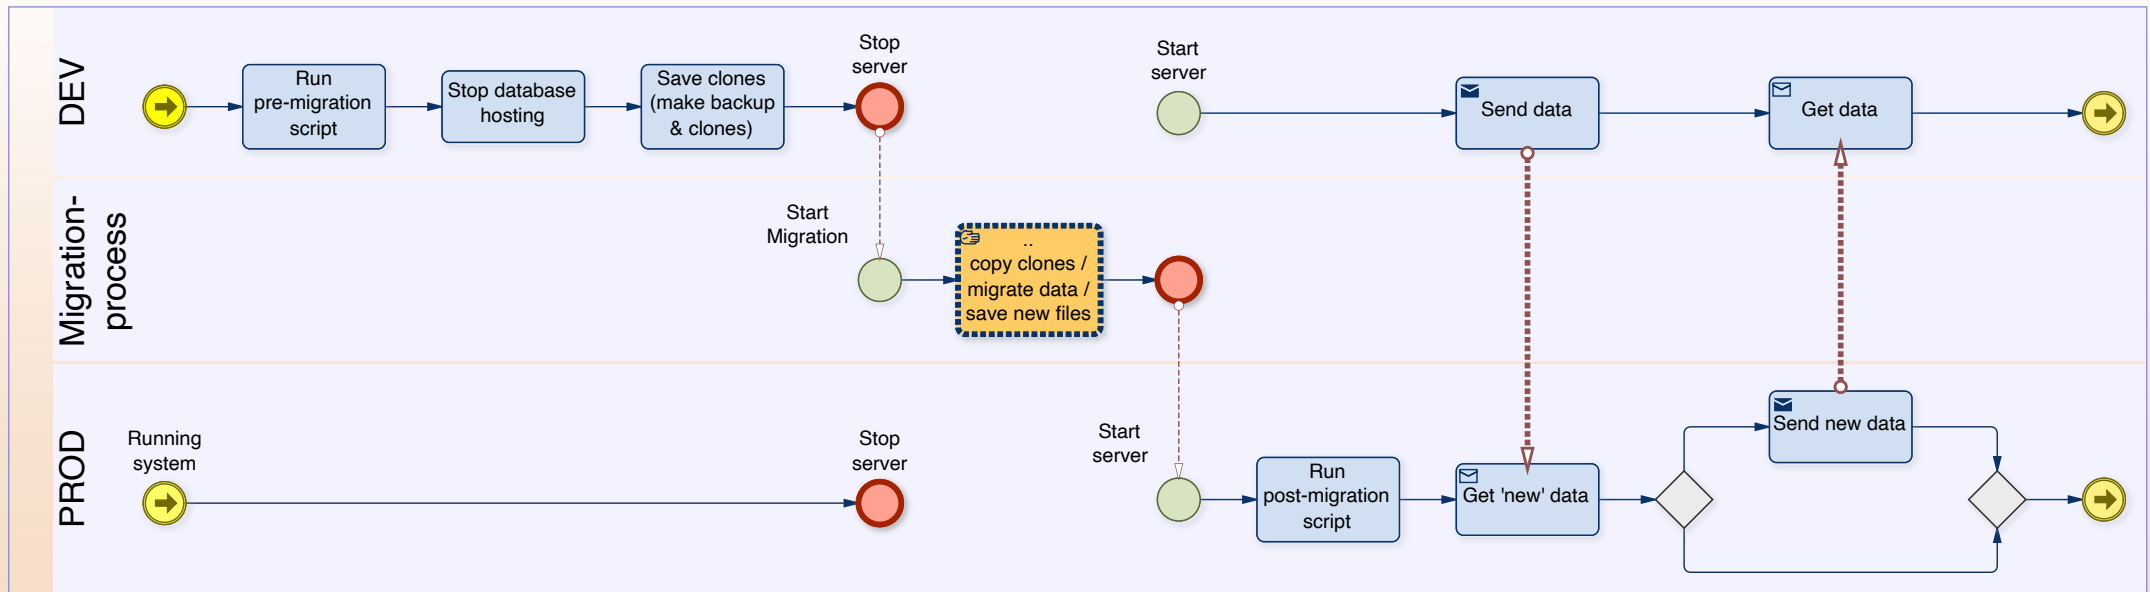 DEV
Run
pre-migration
script
Stop database
hosting
Save clones
(make backup
& clones)
Stop
server
Start
server
Send data
Get data
Migration-
process
Start
Migration
..
copy clones /
migrate data /
save new files
PROD
Running
system
Stop
server
Start
server
Run
post-migration
script
Get 'new' data
Send new data